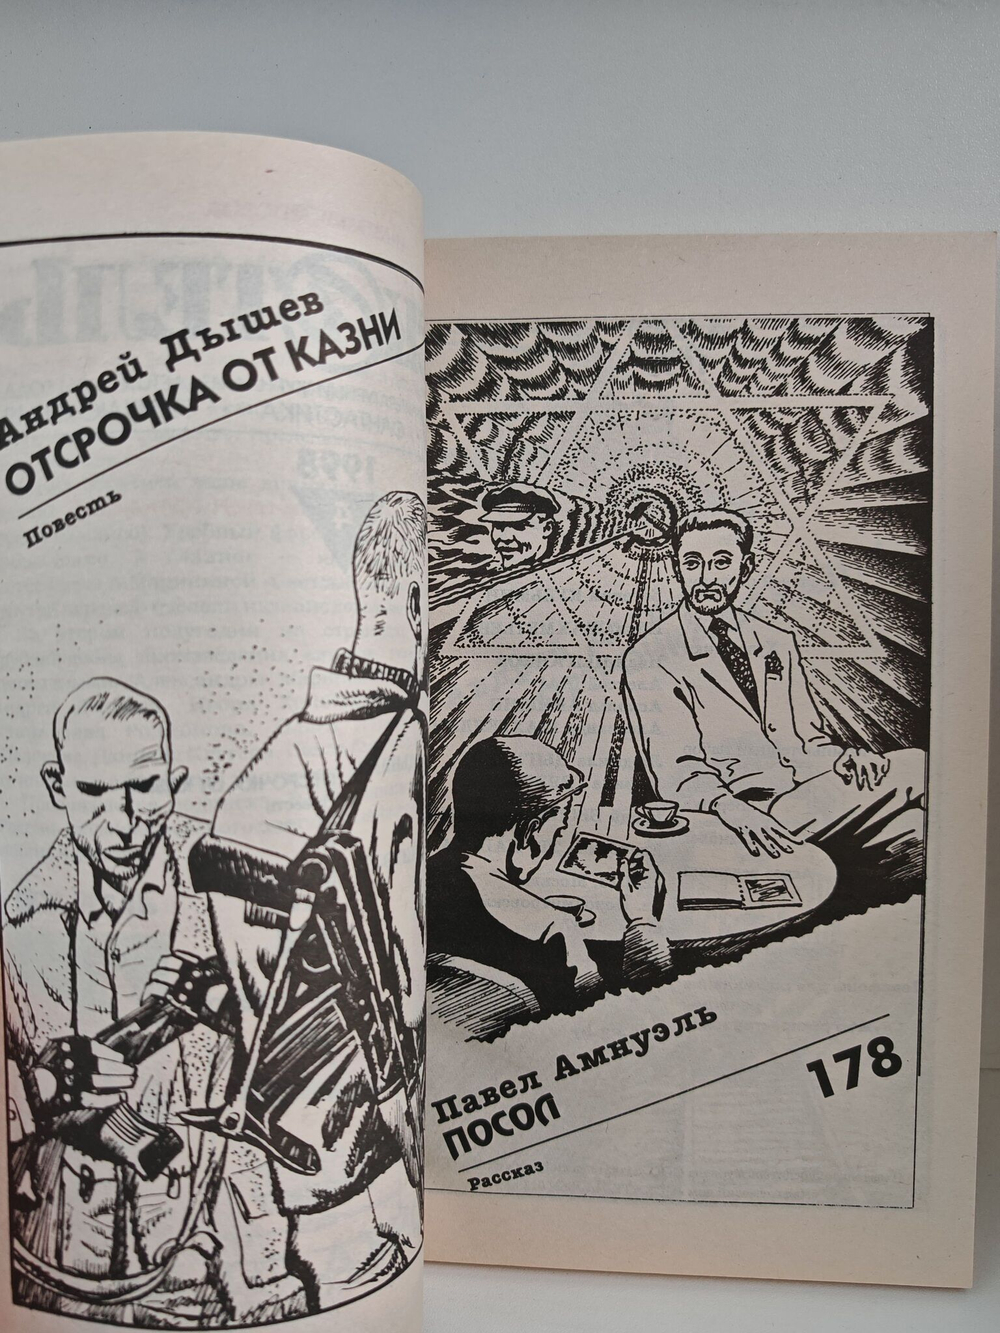 Андрей Дышев
ОТСРОЧКА ОТ КАЗНИ
Повесть
Павел Амнуэль
ПОСОЛ
178
Рассказ